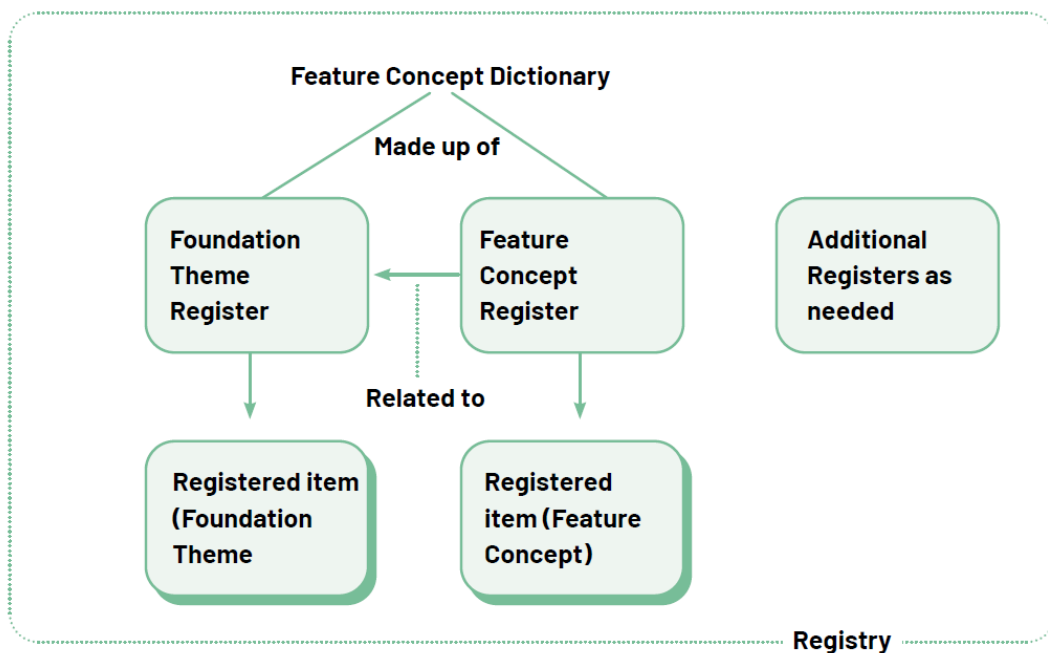 Feature Concept Dictionary
Made up of
Foundation
Theme
Register
Feature
Concept
Register
Additional
Registers as
needed
Related to
Registered item
(Foundation
Theme
Registered
item (Feature
Concept)
Registry